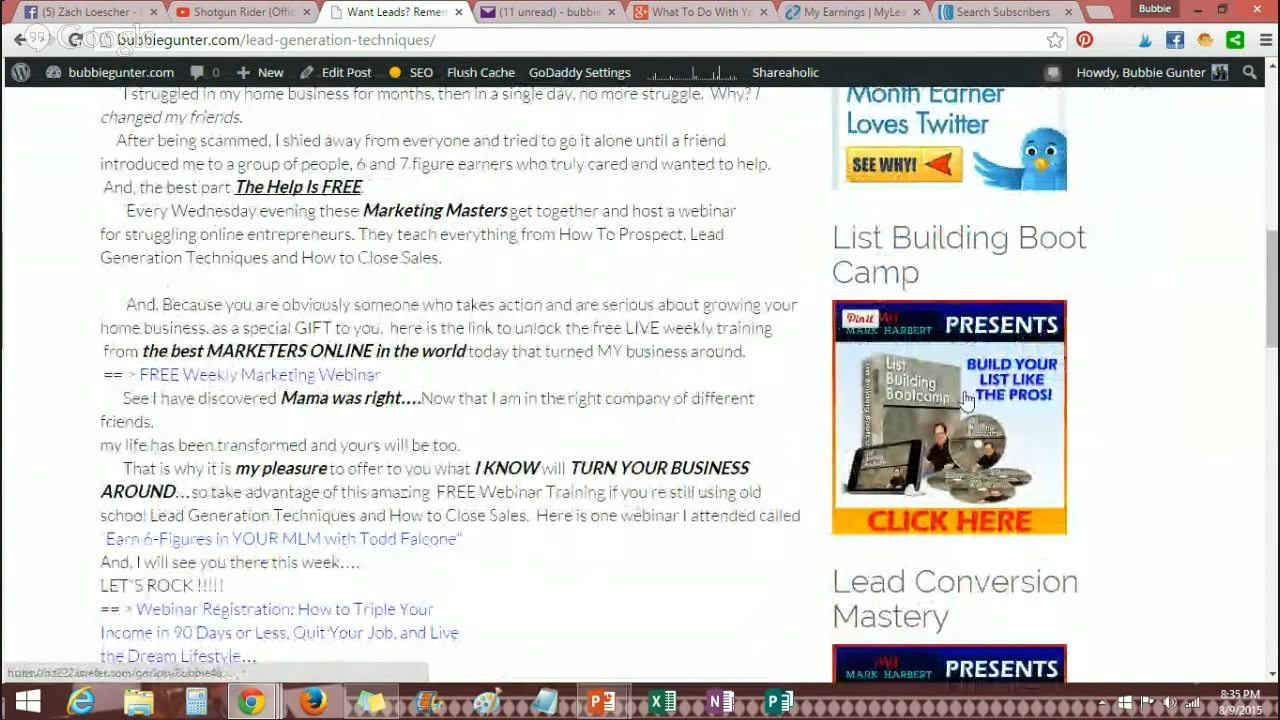 (5) Zach Loescher - I
Shotgun Rider (Offic
Want Leads? Remem
(11 unread) - bubbie
What To Do With Yo
My Earnings | MyLea
Search Subscribers
Bubbie
bubbiegunter.com/lead-generation-techniques/
bubbiegunter.com
0
New
Edit Post
SEO
Flush Cache
GoDaddy Settings
Shareaholic
Howdy, Bubbie Gunter
I struggled in my home business for months, then in a single day, no more struggle. Why? I
changed my friends.
After being scammed, I shied away from everyone and tried to go it alone until a friend
introduced me to a group of people, 6 and 7 figure earners who truly cared and wanted to help.
And, the best part The Help Is FREE.
Every Wednesday evening these Marketing Masters get together and host a webinar
for struggling online entrepreneurs. They teach everything from How To Prospect, Lead
Generation Techniques and How to Close Sales.
And, Because you are obviously someone who takes action and are serious about growing your
home business, as a special GIFT to you, here is the link to unlock the free LIVE weekly training
from the best MARKETERS ONLINE in the world today that turned MY business around.
== > FREE Weekly Marketing Webinar
See I have discovered Mama was right....Now that I am in the right company of different
friends,
my life has been transformed and yours will be too.
That is why it is my pleasure to offer to you what I KNOW will TURN YOUR BUSINESS
AROUND...so take advantage of this amazing FREE Webinar Training if you're still using old
school Lead Generation Techniques and How to Close Sales. Here is one webinar I attended called
"Earn 6-Figures in YOUR MLM with Todd Falcone"
And, I will see you there this week....
LET'S ROCK !!!!!
== > Webinar Registration: How to Triple Your
Income in 90 Days or Less, Quit Your Job, and Live
the Dream Lifestyle...
Month Earner
Loves Twitter
SEE WHY!
List Building Boot
Camp
Pin it
MARK HARBERT PRESENTS
List
Building
Bootcamp
BUILD YOUR
LIST LIKE
THE PROS!
CLICK HERE
Lead Conversion
Mastery
MARK HARBERT PRESENTS
8:35 PM
8/9/2015